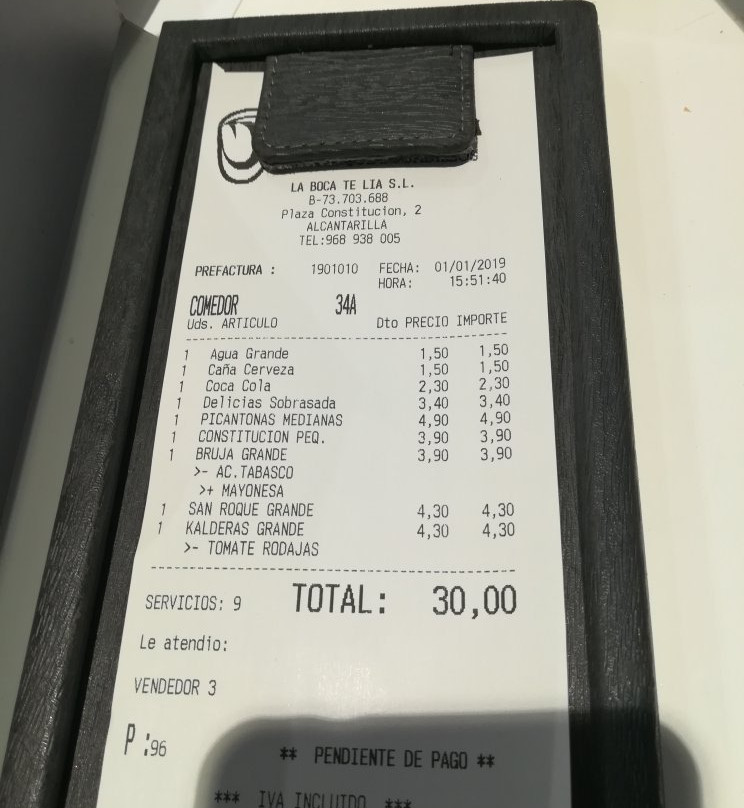 LA BOCA TE LIA S.L.
B-73.703.688
Plaza Constitucion, 2
ALCANTARILLA
TEL:968 938 005
PREFACTURA : 1901010 FECHA: 01/01/2019
HORA: 15:51:40
COMEDOR 34A
Uds. ARTICULO Dto PRECIO IMPORTE
1 Agua Grande 1,50 1,50
1 Caña Cerveza 1,50 1,50
1 Coca Cola 2,30 2,30
1 Delicias Sobrasada 3,40 3,40
1 PICANTONAS MEDIANAS 4,90 4,90
1 CONSTITUCION PEQ. 3,90 3,90
1 BRUJA GRANDE 3,90 3,90
>- AC.TABASCO
>+ MAYONESA
1 SAN ROQUE GRANDE 4,30 4,30
1 KALDERAS GRANDE 4,30 4,30
>- TOMATE RODAJAS
SERVICIOS: 9 TOTAL: 30,00
Le atendio:
VENDEDOR 3
P :96
** PENDIENTE DE PAGO **
*** IVA INCLUIDO ***